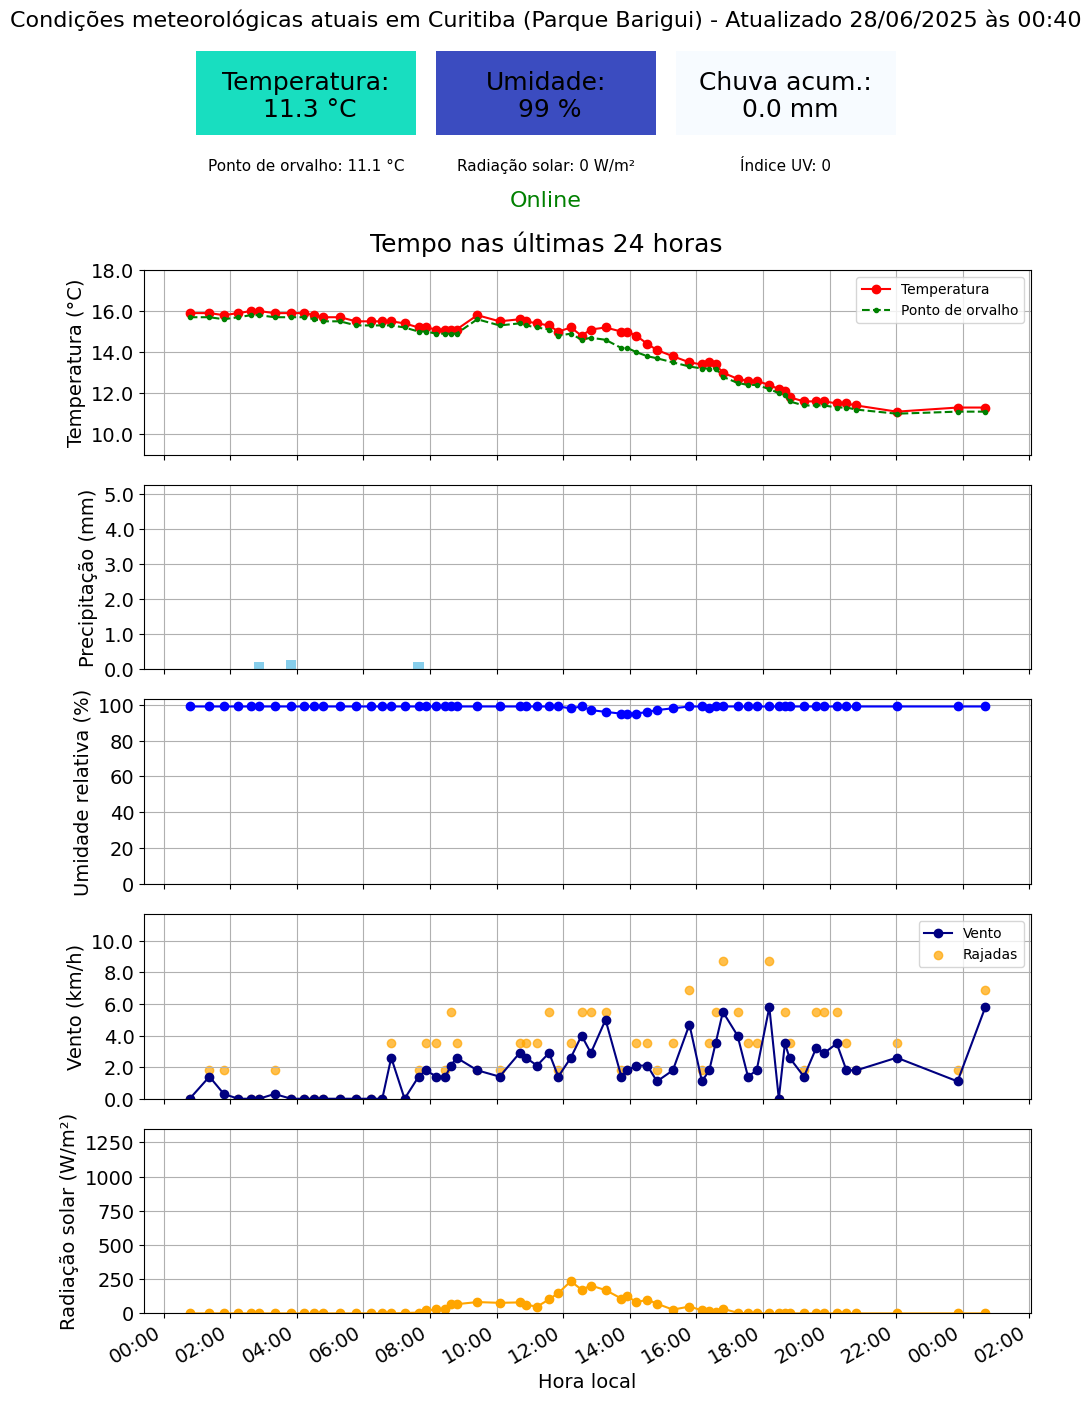 Condições meteorológicas atuais em Curitiba (Parque Barigui) - Atualizado 28/06/2025 às 00:40
Temperatura:
11.3 °C
Umidade:
99 %
Chuva acum.:
0.0 mm
Ponto de orvalho: 11.1 °C
Radiação solar: 0 W/m²
Índice UV: 0
Online
Tempo nas últimas 24 horas
Temperatura (°C)
18.0
16.0
14.0
12.0
10.0
Temperatura
Ponto de orvalho
Precipitação (mm)
5.0
4.0
3.0
2.0
1.0
0.0
Umidade relativa (%)
100
80
60
40
20
0
Vento (km/h)
10.0
8.0
6.0
4.0
2.0
0.0
Vento
Rajadas
Radiação solar (W/m²)
1250
1000
750
500
250
0
00:00
02:00
04:00
06:00
08:00
10:00
12:00
14:00
16:00
18:00
20:00
22:00
00:00
02:00
Hora local